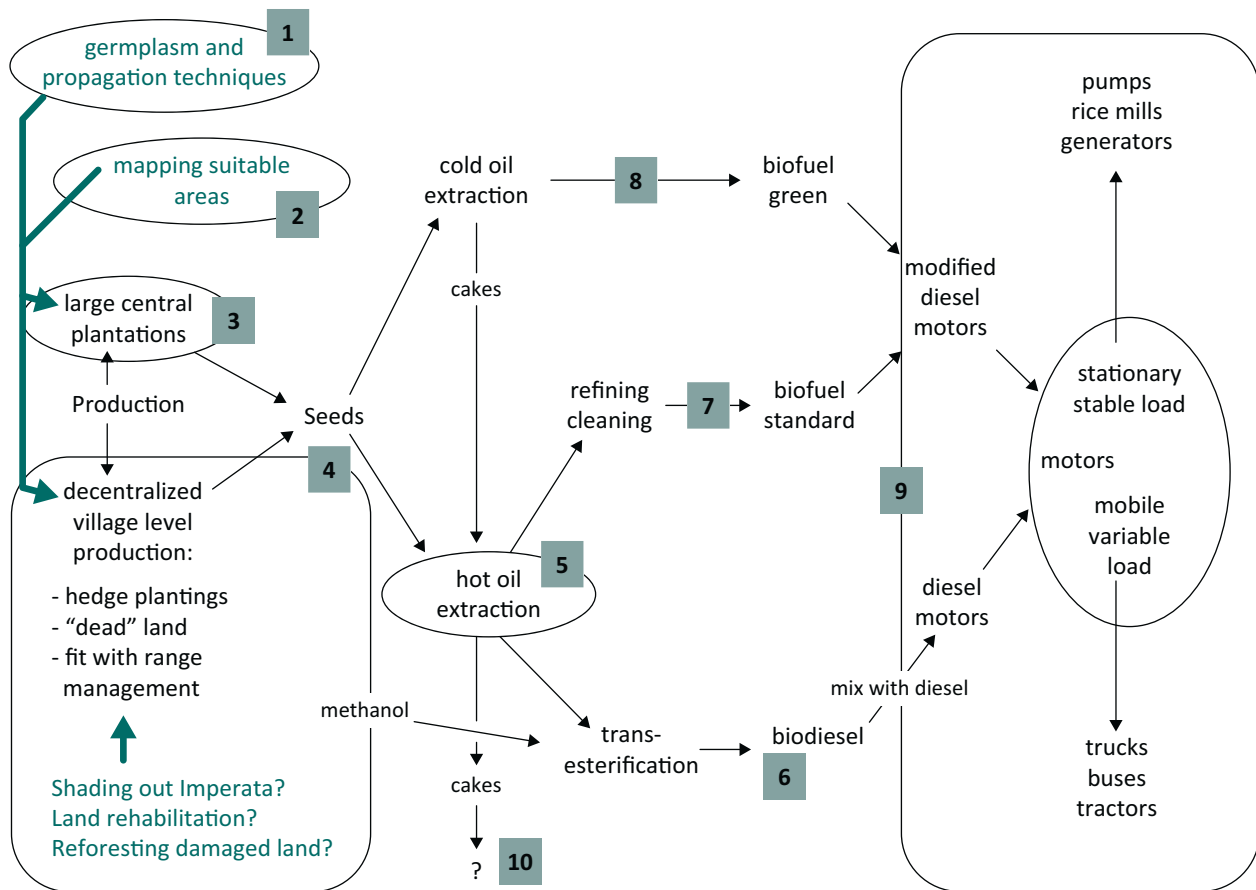 1
germplasm and
propagation techniques
mapping suitable
areas
2
large central
plantations
3
Production
Seeds
4
decentralized
village level
production:
- hedge plantings
- “dead” land
- fit with range
management
Shading out Imperata?
Land rehabilitation?
Reforesting damaged land?
cold oil
extraction
8
biofuel
green
cakes
refining
cleaning
7
biofuel
standard
hot oil
extraction
5
methanol
trans-
esterification
biodiesel
6
mix with diesel
cakes
?
10
9
modified
diesel
motors
diesel
motors
pumps
rice mills
generators
stationary
stable load
motors
mobile
variable
load
trucks
buses
tractors